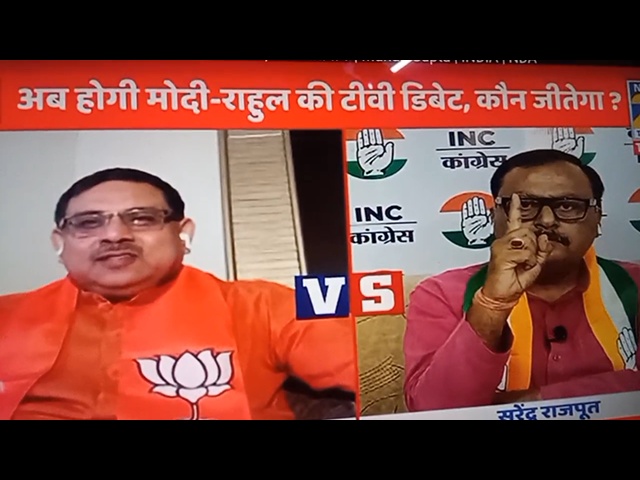 अब होगी मोदी-राहुल की टीवी डिबेट, कौन जीतेगा ?
INC
कांग्रेस
INC
कांग्रेस
VS
सुरेंद्र राजपूत